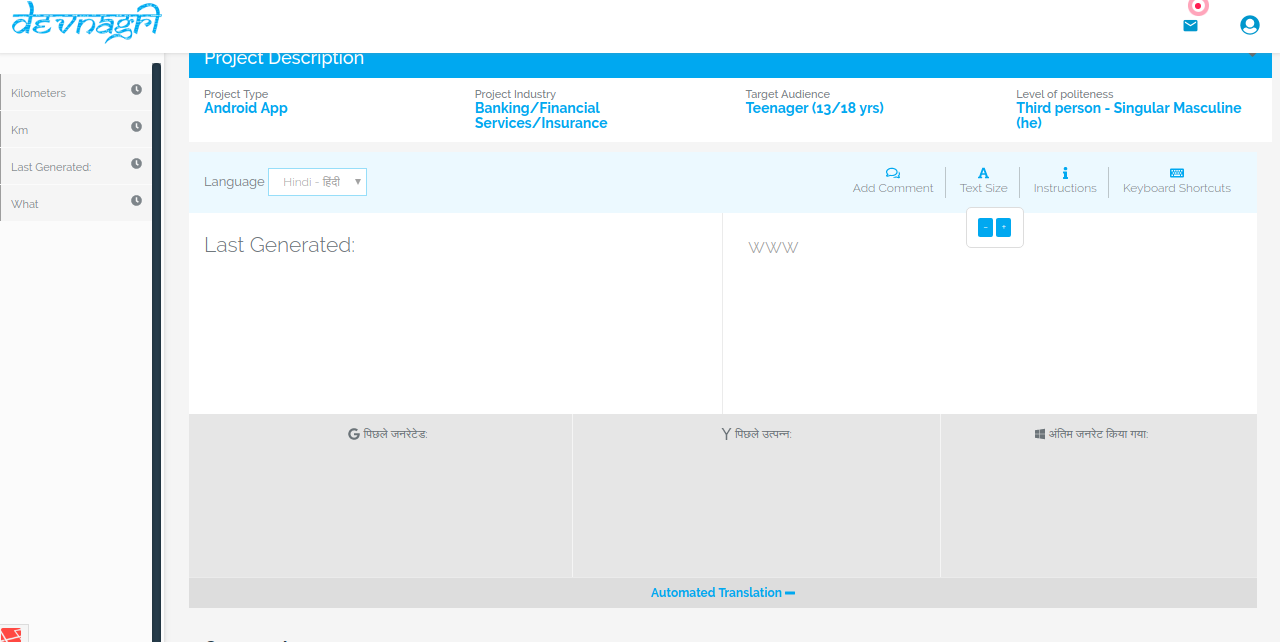 devnagri
Project Description
Kilometers
Km
Last Generated:
What
Project Type
Android App
Project Industry
Banking/Financial
Services/Insurance
Target Audience
Teenager (13/18 yrs)
Level of politeness
Third person - Singular Masculine
(he)
Language Hindi - हिंदी
Add Comment
Text Size
Instructions
Keyboard Shortcuts
- +
Last Generated:
www
पिछले जनरेटेड:
पिछले उत्पन्न:
अंतिम जनरेट किया गया:
Automated Translation